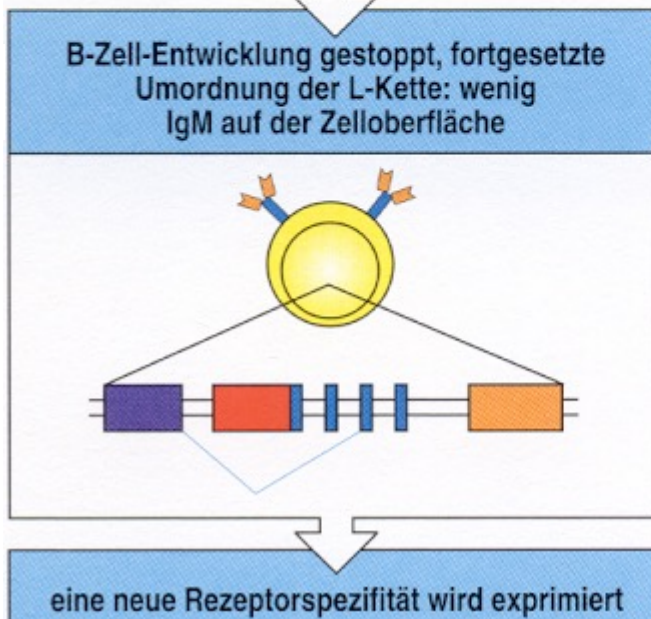 B-Zell-Entwicklung gestoppt, fortgesetzte
Umordnung der L-Kette: wenig
IgM auf der Zelloberfläche
eine neue Rezeptorspezifität wird exprimiert